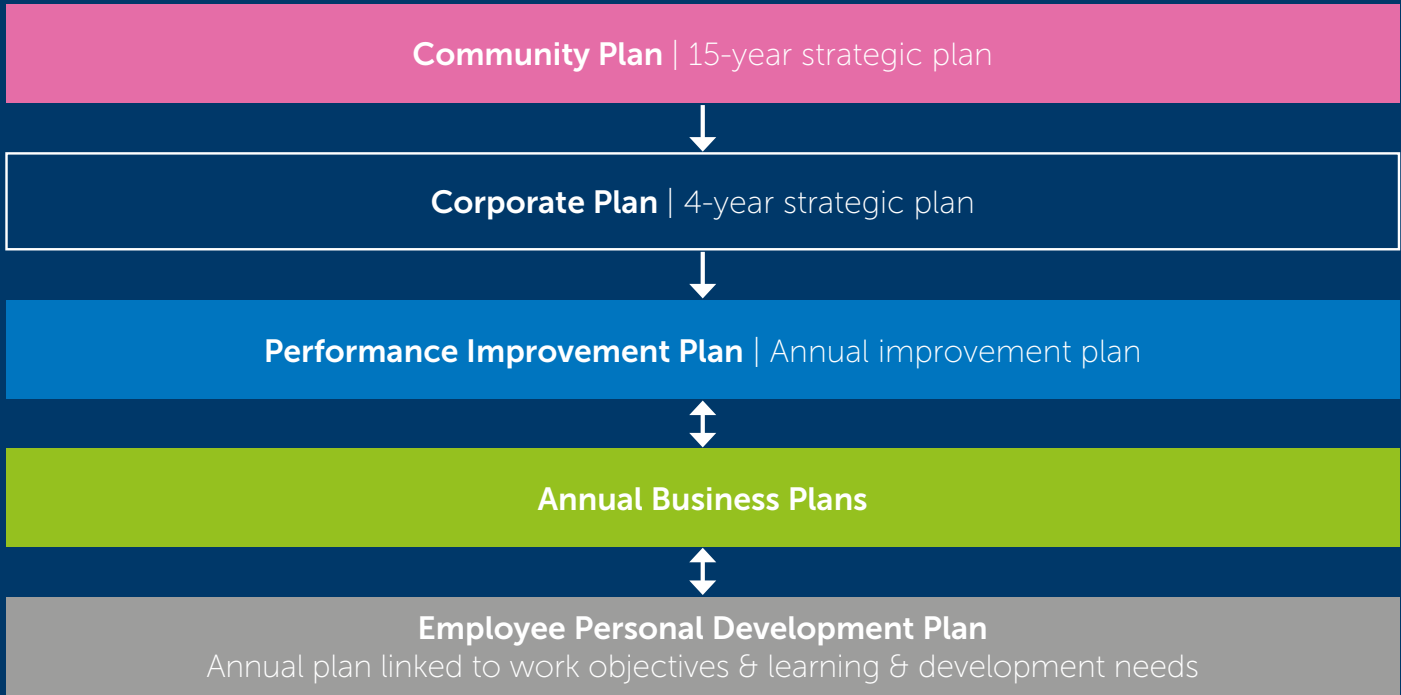 Community Plan | 15-year strategic plan
Corporate Plan | 4-year strategic plan
Performance Improvement Plan | Annual improvement plan
Annual Business Plans
Employee Personal Development Plan
Annual plan linked to work objectives & learning & development needs